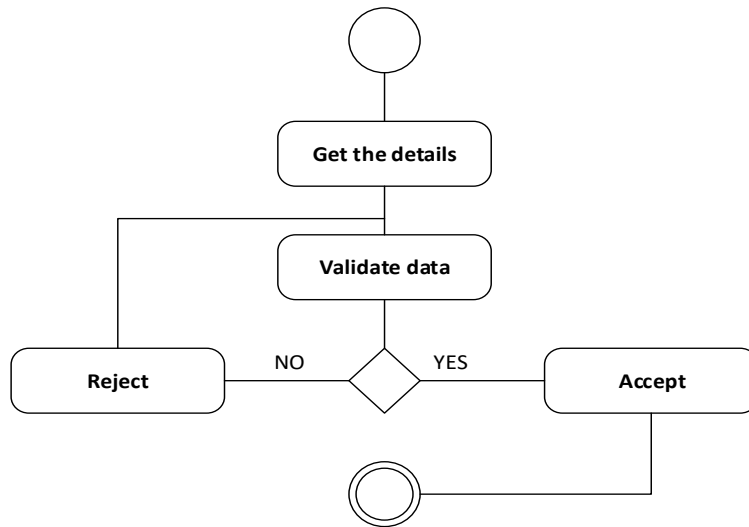 Get the details
Validate data
NO
YES
Reject
Accept